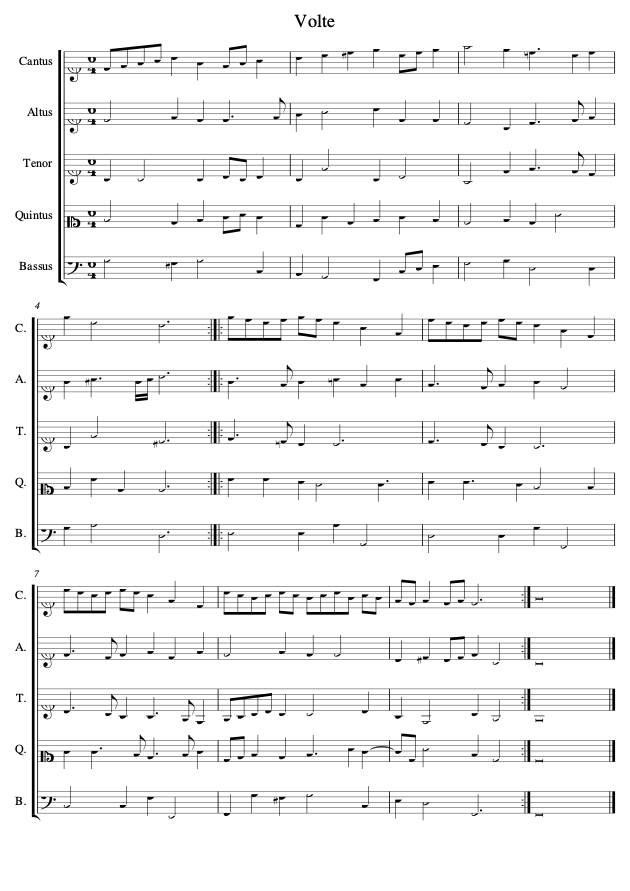 Volte
Cantus
Altus
Tenor
Quintus
Bassus
4
C.
A.
T.
Q.
B.
7
C.
A.
T.
Q.
B.